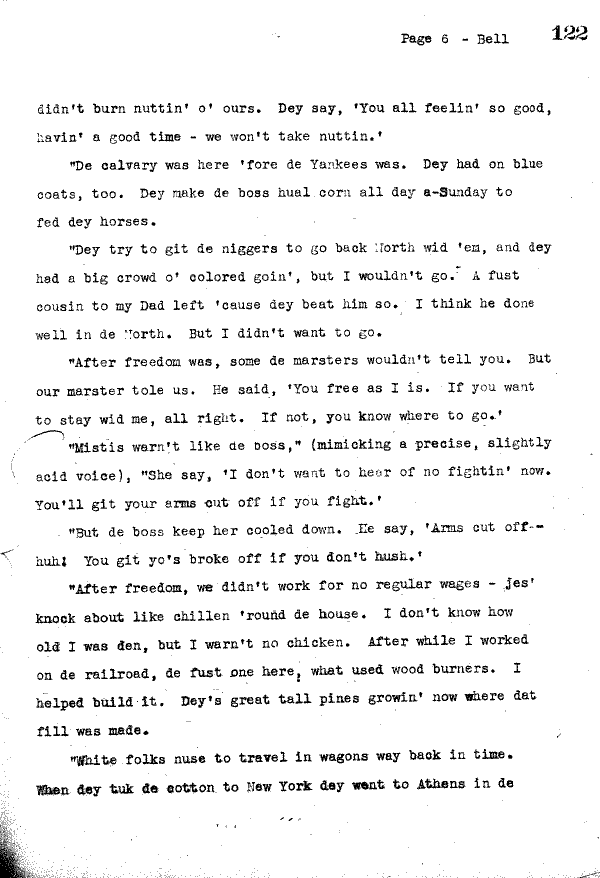 Page 6 - Bell 122
didn't burn nuttin' o' ours. Dey say, 'You all feelin' so good,
havin' a good time - we won't take nuttin.'
"De calvary was here 'fore de Yankees was. Dey had on blue
coats, too. Dey make de boss hual corn all day a-Sunday to
fed dey horses.
"Dey try to git de niggers to go back North wid 'em, and dey
had a big crowd o' colored goin', but I wouldn't go. A fust
cousin to my Dad left 'cause dey beat him so. I think he done
well in de North. But I didn't want to go.
"After freedom was, some de marsters wouldn't tell you. But
our marster tole us. He said, 'You free as I is. If you want
to stay wid me, all right. If not, you know where to go.'
"Mistis warn't like de boss," (mimicking a precise, slightly
acid voice), "She say, 'I don't want to hear of no fightin' now.
You'll git your arms cut off if you fight.'
"But de boss keep her cooled down. He say, 'Arms cut off--
huh! You git yo's broke off if you don't hush.'
"After freedom, we didn't work for no regular wages - jes'
knock about like chillen 'round de house. I don't know how
old I was den, but I warn't no chicken. After while I worked
on de railroad, de fust one here, what used wood burners. I
helped build it. Dey's great tall pines growin' now where dat
fill was made.
"White folks nuse to travel in wagons way back in time.
When dey tuk de cotton to New York dey went to Athens in de